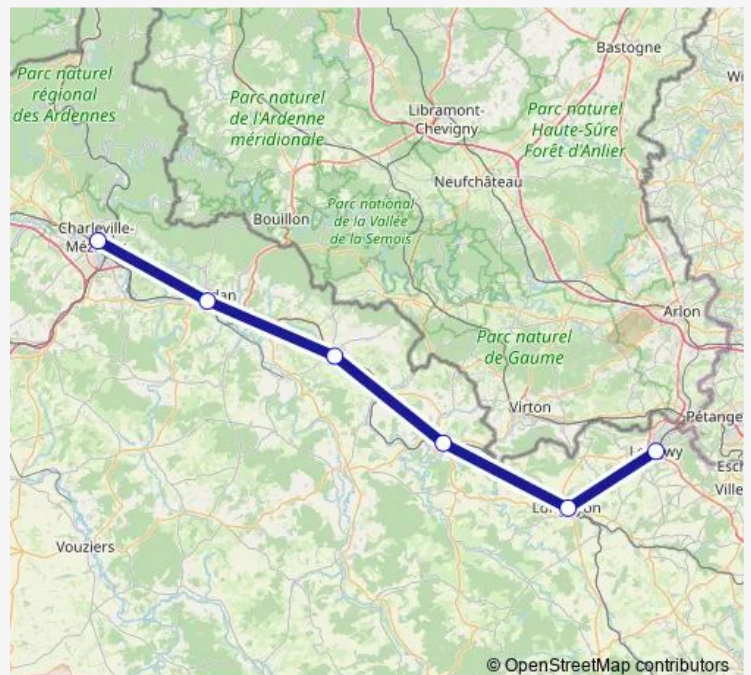 Bastogne
Parc naturel
régional
des Ardennes
Parc naturel
de l'Ardenne
méridionale
Libramont-
Chevigny
Parc naturel
Haute-Sûre
Forêt d'Anlier
Neufchâteau
Parc national
de la Vallée
de la Semois
Bouillon
Charleville-
Arlon
Parc naturel
de Gaume
Virton
Pétange
Vouziers
© OpenStreetMap contributors